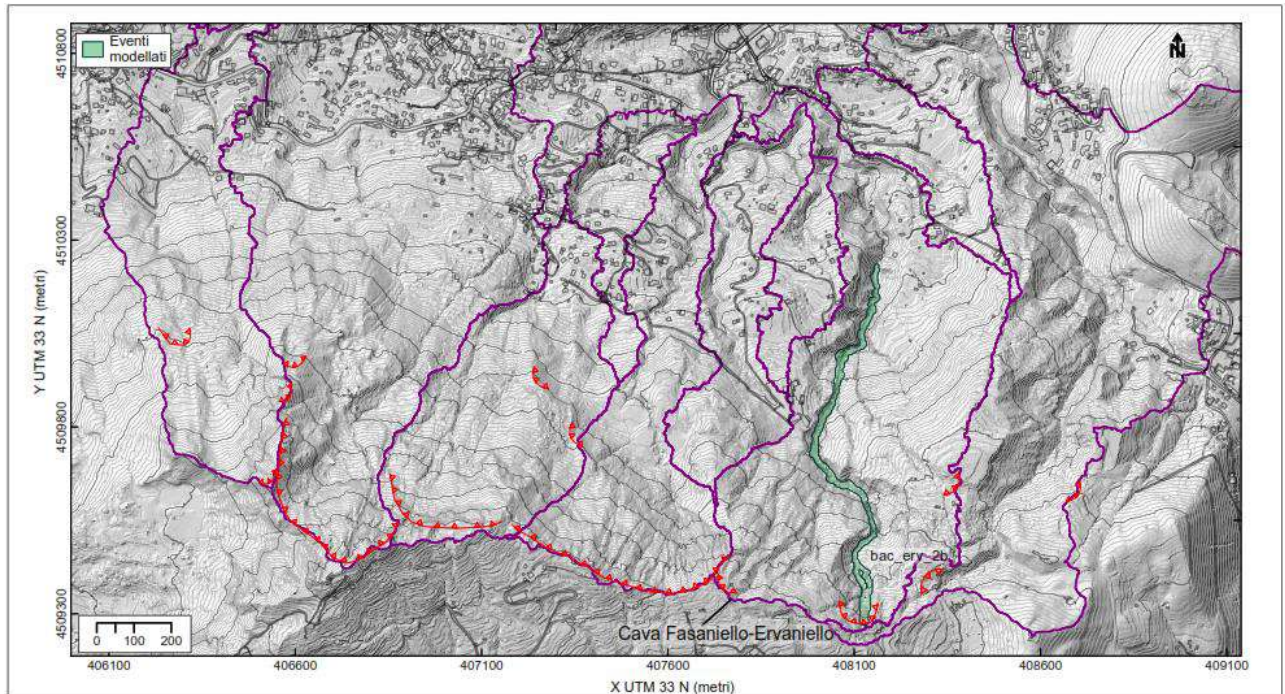 Eventi
modellati
N
4510800
4510300
4509800
4509300
Y UTM 33 N (metri)
bac_erv_2b
Cava Fasaniello-Ervaniello
0 100 200
406100 406600 407100 407600 408100 408600 409100
X UTM 33 N (metri)